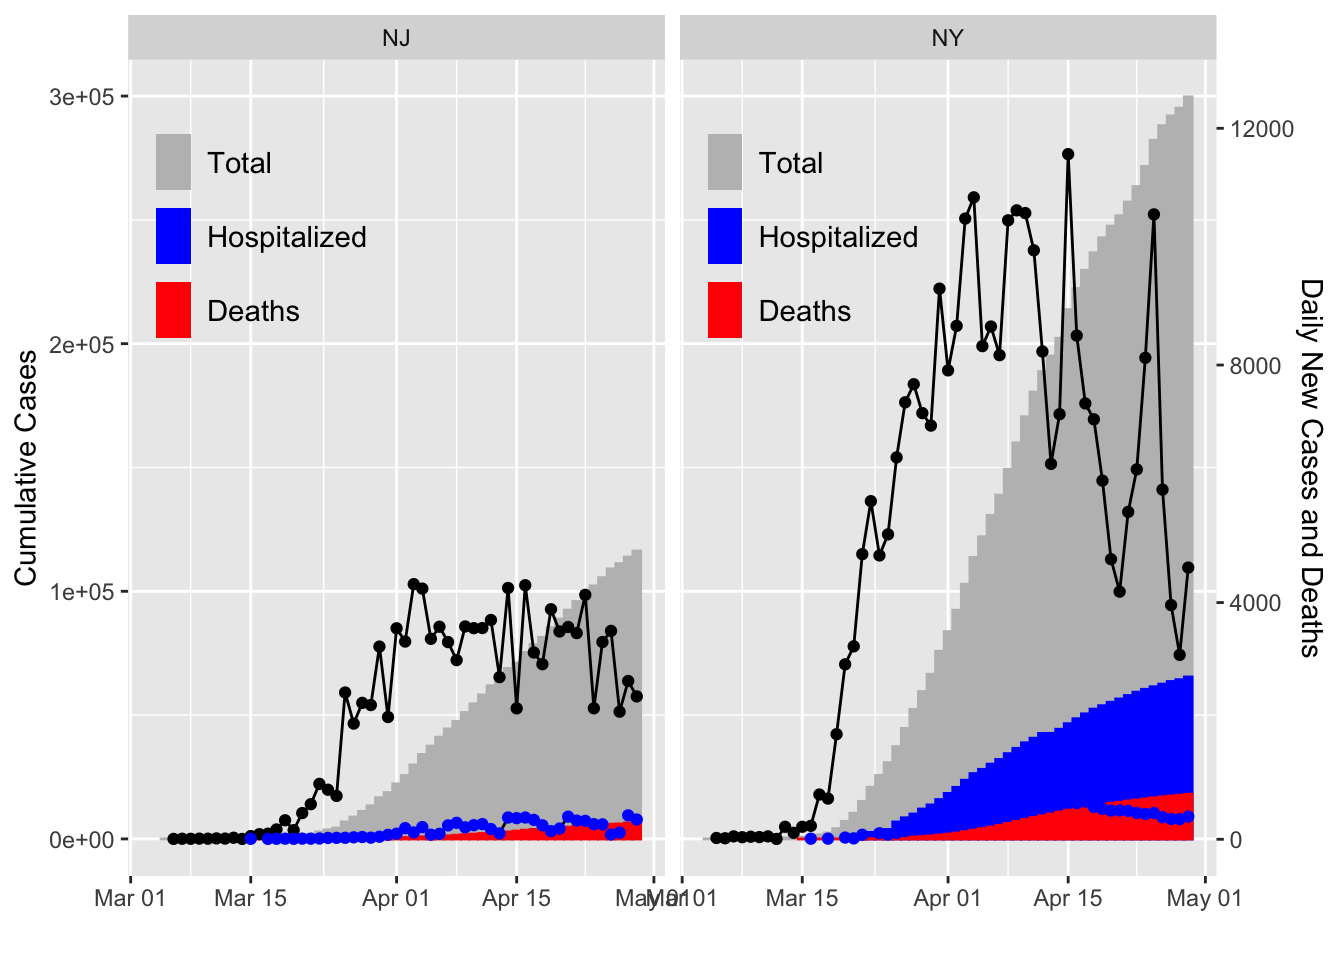 NJ
NY
3e+05
2e+05
1e+05
0e+00
Cumulative Cases
Total
Hospitalized
Deaths
Total
Hospitalized
Deaths
12000
8000
4000
0
Daily New Cases and Deaths
Mar 01
Mar 15
Apr 01
Apr 15
May 01
Mar 01
Mar 15
Apr 01
Apr 15
May 01